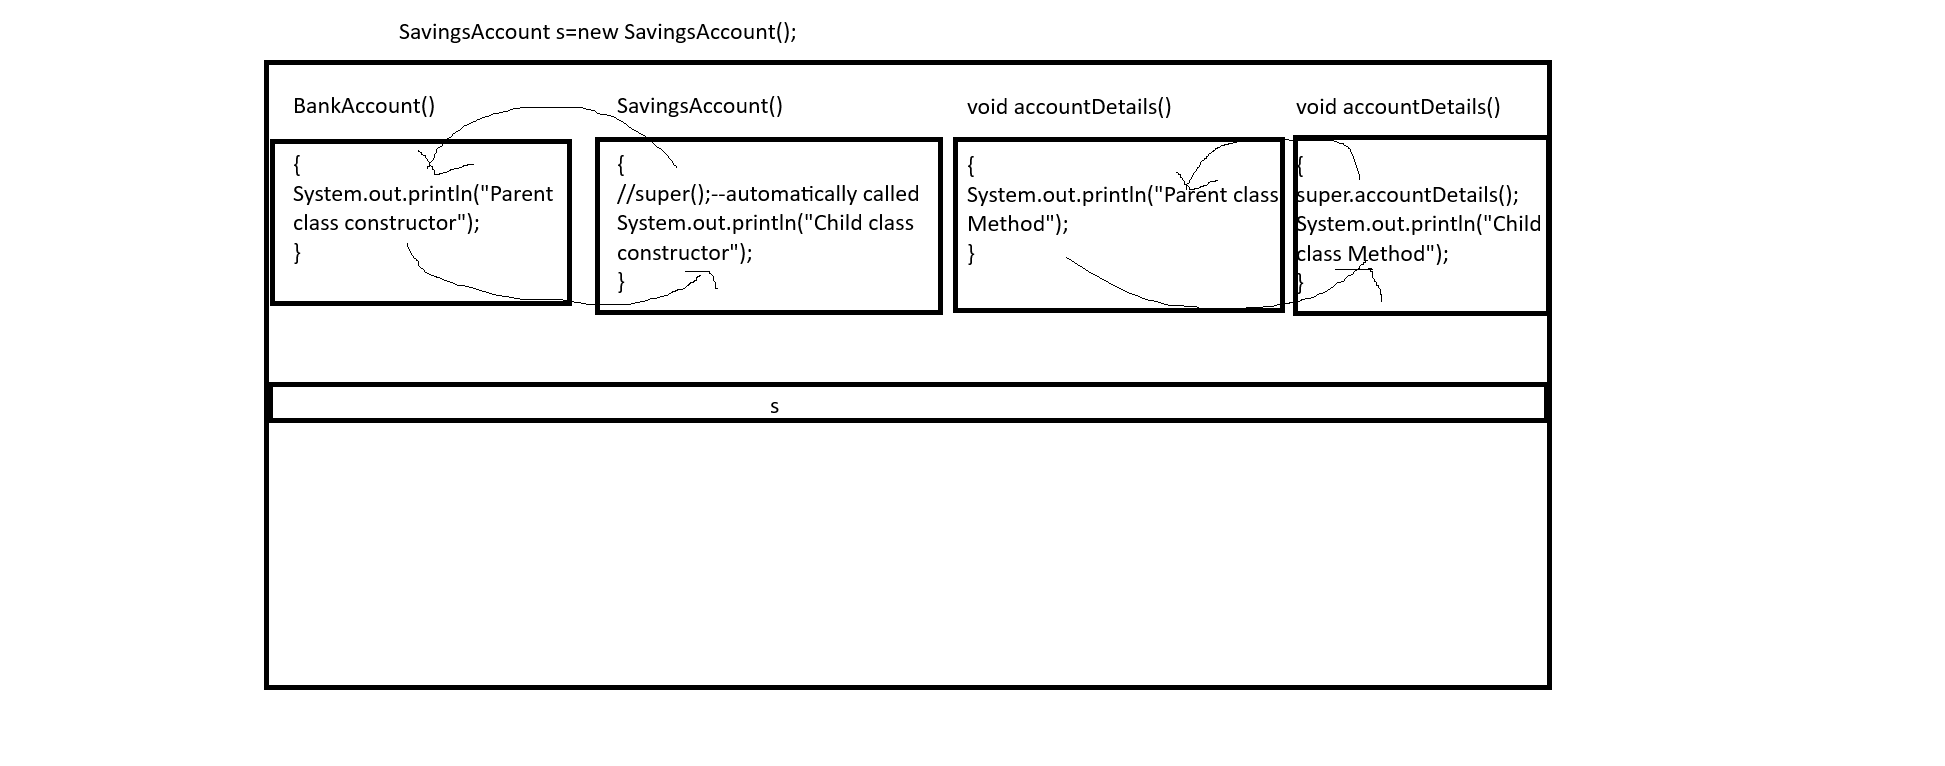 SavingsAccount s=new SavingsAccount();
BankAccount()
{
System.out.println("Parent
class constructor");
}
SavingsAccount()
{
//super();--automatically called
System.out.println("Child class
constructor");
}
void accountDetails()
{
System.out.println("Parent class
Method");
}
void accountDetails()
{
super.accountDetails();
System.out.println("Child
class Method");
}
s